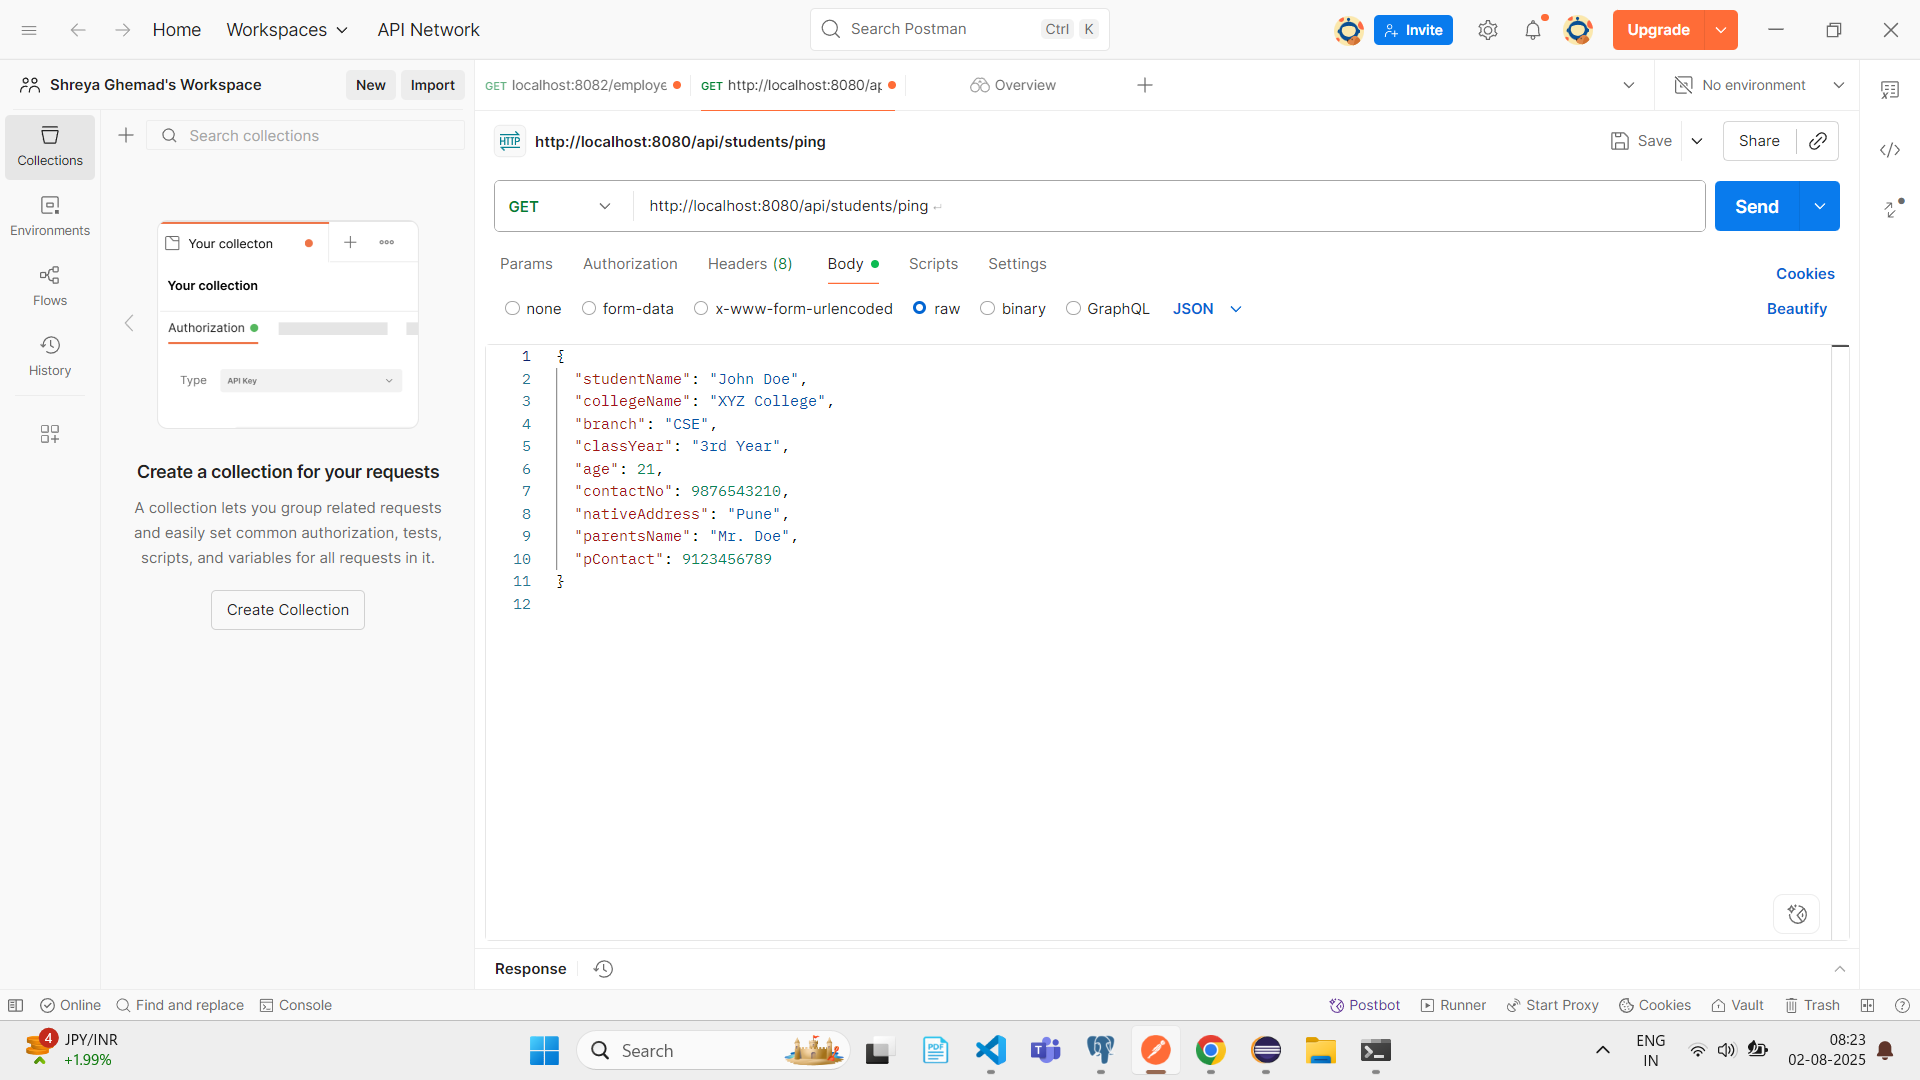 Home
Workspaces
API Network
Search Postman
Ctrl
K
Invite
Upgrade
Shreya Ghemad's Workspace
New
Import
GET localhost:8082/employe
GET http://localhost:8080/ap
Overview
No environment
Collections
Environments
Flows
History
Search collections
Your collecton
Your collection
Authorization
Type
API Key
Create a collection for your requests
A collection lets you group related requests
and easily set common authorization, tests,
scripts, and variables for all requests in it.
Create Collection
HTTP
http://localhost:8080/api/students/ping
Save
Share
GET
http://localhost:8080/api/students/ping
Send
Params
Authorization
Headers (8)
Body
Scripts
Settings
Cookies
none
form-data
x-www-form-urlencoded
raw
binary
GraphQL
JSON
Beautify
1 {
2 "studentName": "John Doe",
3 "collegeName": "XYZ College",
4 "branch": "CSE",
5 "classYear": "3rd Year",
6 "age": 21,
7 "contactNo": 9876543210,
8 "nativeAddress": "Pune",
9 "parentsName": "Mr. Doe",
10 "pContact": 9123456789
11 }
12
Response
Online
Find and replace
Console
Postbot
Runner
Start Proxy
Cookies
Vault
Trash
4
JPY/INR
+1.99%
Search
PDF
ENG
IN
08:23
02-08-2025